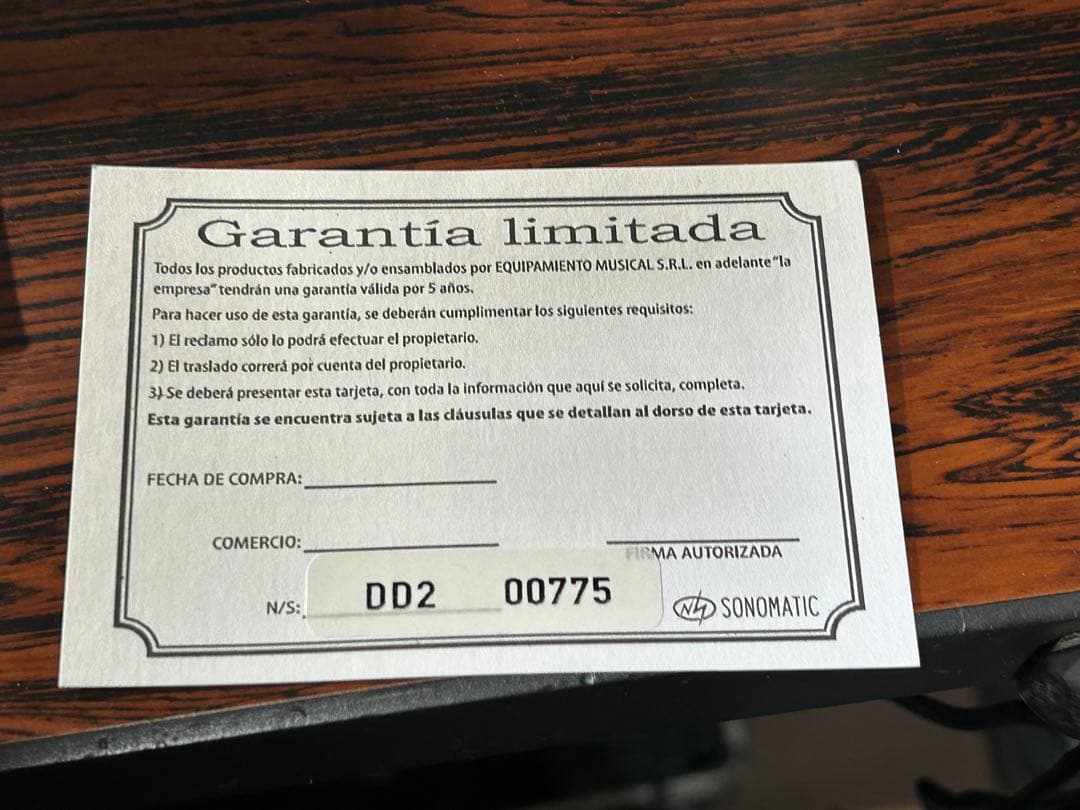 Garantía limitada
Todos los productos fabricados y/o ensamblados por EQUIPAMIENTO MUSICAL S.R.L. en adelante "la
empresa" tendrán una garantía válida por 5 años.
Para hacer uso de esta garantía, se deberán cumplimentar los siguientes requisitos:
1) El reclamo sólo lo podrá efectuar el propietario.
2) El traslado correrá por cuenta del propietario.
3) Se deberá presentar esta tarjeta, con toda la información que aquí se solicita, completa.
Esta garantía se encuentra sujeta a las cláusulas que se detallan al dorso de esta tarjeta.
FECHA DE COMPRA:
COMERCIO:
FIRMA AUTORIZADA
N/S: DD2 00775
SONOMATIC